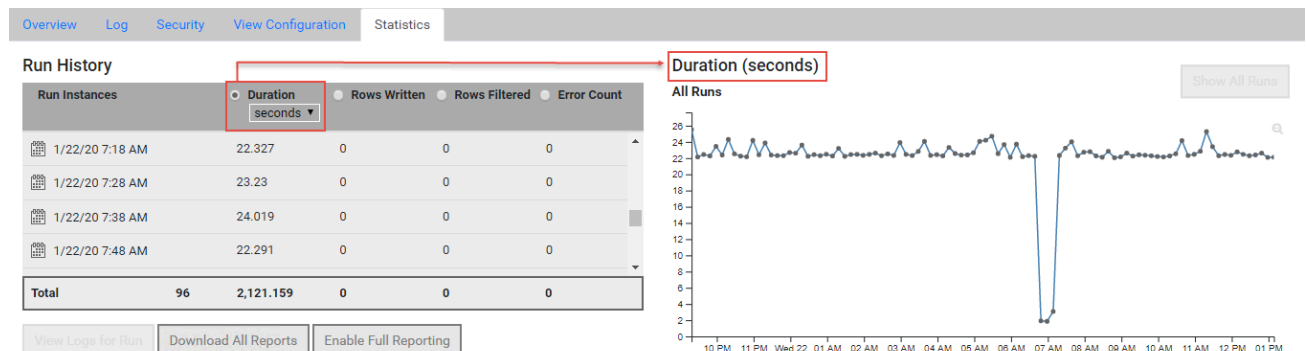 Overview Log Security View Configuration Statistics
Run History
Run Instances Duration Rows Written Rows Filtered Error Count
seconds
1/22/20 7:18 AM 22.327 0 0 0
1/22/20 7:28 AM 23.23 0 0 0
1/22/20 7:38 AM 24.019 0 0 0
1/22/20 7:48 AM 22.291 0 0 0
Total 96 2,121.159 0 0 0
View Logs for Run Download All Reports Enable Full Reporting
Duration (seconds)
Show All Runs
All Runs
26
24
22
20
18
16
14
12
10
8
6
4
2
0
10 PM 11 PM Wed 22 01 AM 02 AM 03 AM 04 AM 05 AM 06 AM 07 AM 08 AM 09 AM 10 AM 11 AM 12 PM 01 PM